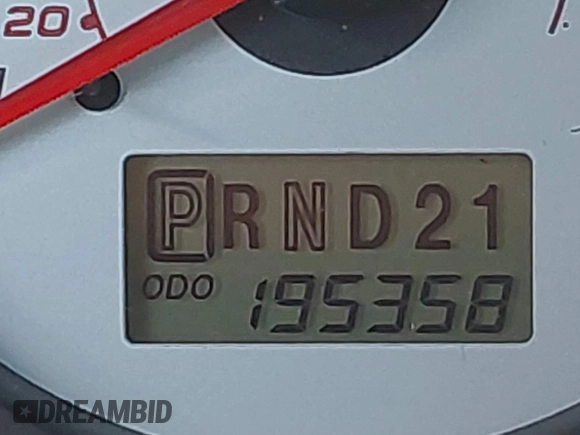 20
PRND21
ODO 195358
DREAMBID